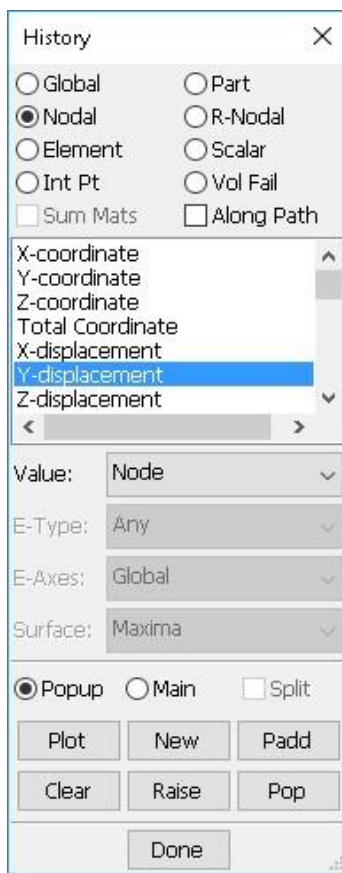 History
Global Part
Nodal R-Nodal
Element Scalar
Int Pt Vol Fail
Sum Mats Along Path
X-coordinate
Y-coordinate
Z-coordinate
Total Coordinate
X-displacement
Y-displacement
Z-displacement
Value: Node
E-Type: Any
E-Axes: Global
Surface: Maxima
Popup Main Split
Plot New Padd
Clear Raise Pop
Done